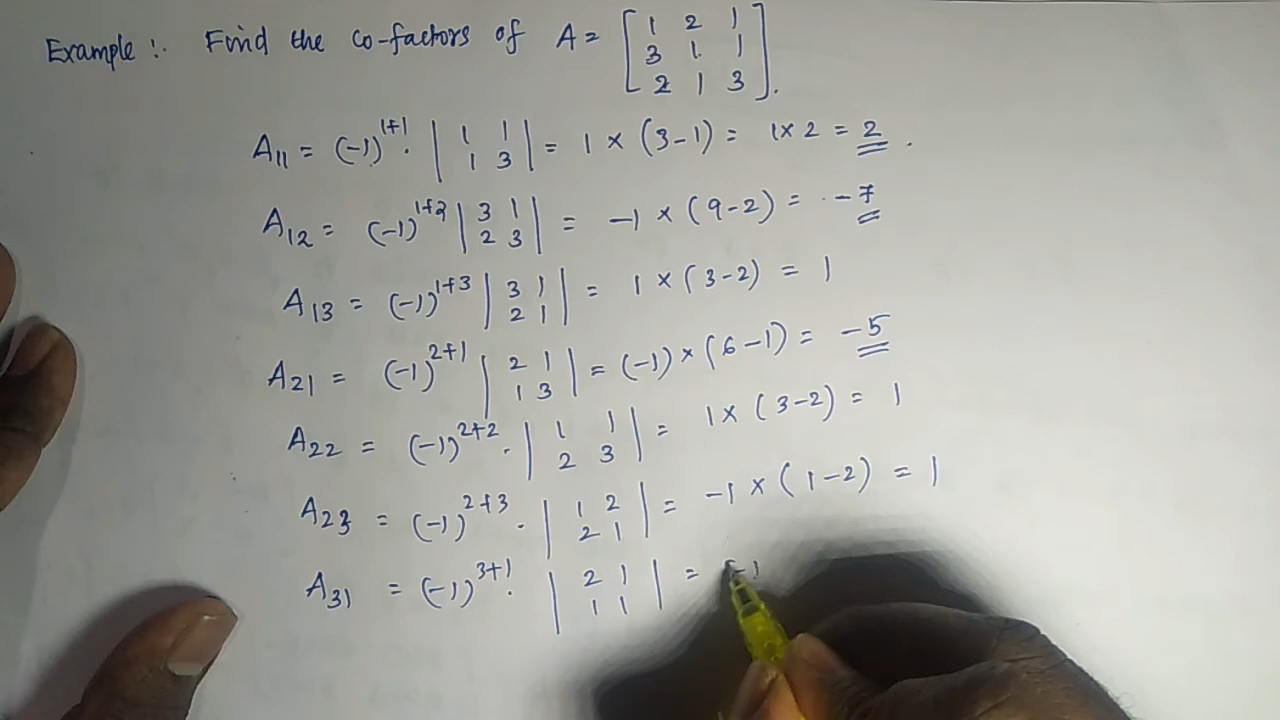 Example :. Find the co-factors of A = [1 2 1
3 1 1
2 1 3].
A11 = (-1)^1+1 . |1 1
1 3| = 1 × (3-1) = 1×2 = 2.
A12 = (-1)^1+2 |3 1
2 3| = -1 × (9-2) = -7
A13 = (-1)^1+3 |3 1
2 1| = 1 × (3-2) = 1
A21 = (-1)^2+1 |2 1
1 3| = (-1) × (6-1) = -5
A22 = (-1)^2+2 . |1 1
2 3| = 1 × (3-2) = 1
A23 = (-1)^2+3 . |1 2
2 1| = -1 × (1-2) = 1
A31 = (-1)^3+1 . |2 1
1 1| =